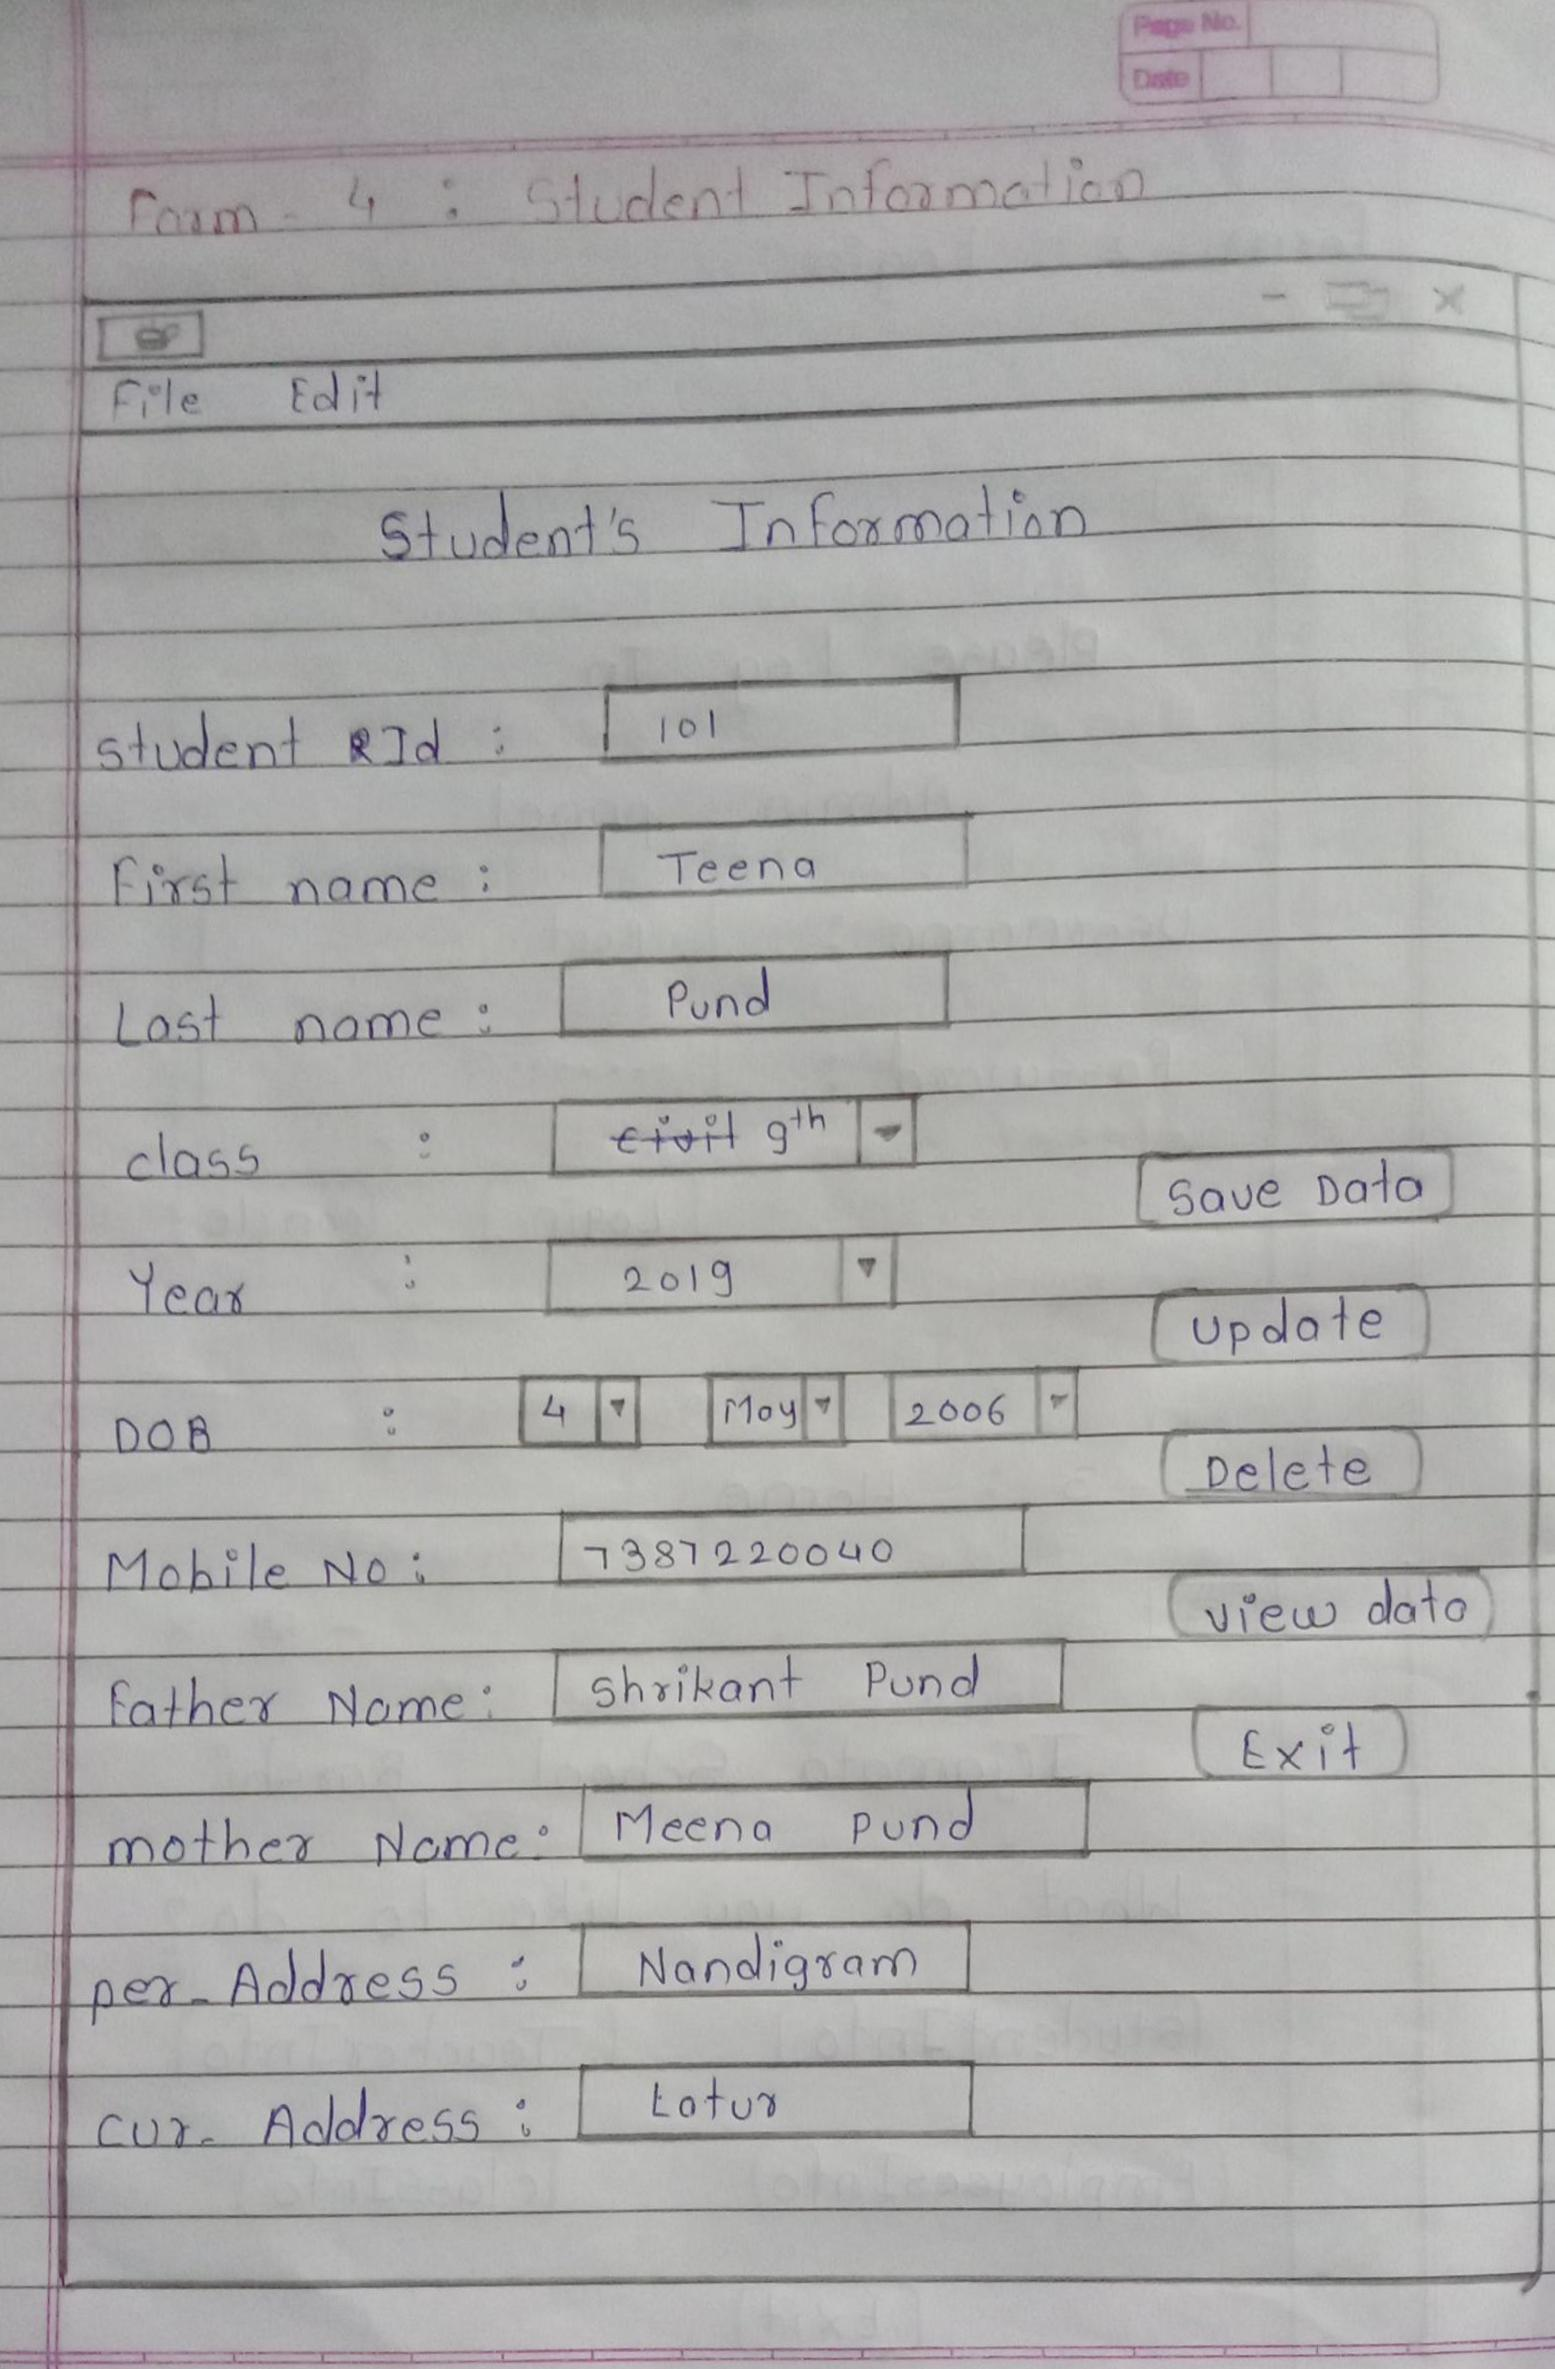 Page No.
Date
Form - 4 : Student Information
File Edit
Student's Information
Student RId : 101
First name : Teena
Last name : Pund
class : Civil 9th
Save Data
Year : 2019
Update
DOB : 4 May 2006
Delete
Mobile No : 7387220040
view data
Father Name : Shrikant Pund
Exit
mother Name : Meena Pund
per. Address : Nandigram
cur. Address : Latur